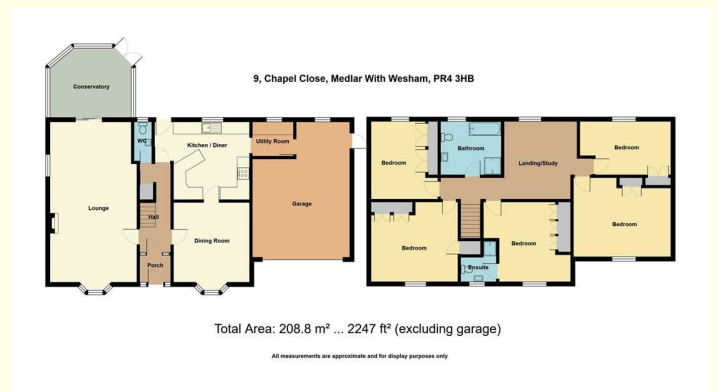 9, Chapel Close, Medlar With Wesham, PR4 3HB
Conservatory
WC
Kitchen / Diner
Utility Room
Lounge
Hall
Garage
Dining Room
Porch
Bedroom
Bathroom
Landing/Study
Bedroom
Bedroom
Bedroom
Bedroom
Ensuite
Total Area: 208.8 m² ... 2247 ft² (excluding garage)
All measurements are approximate and for display purposes only